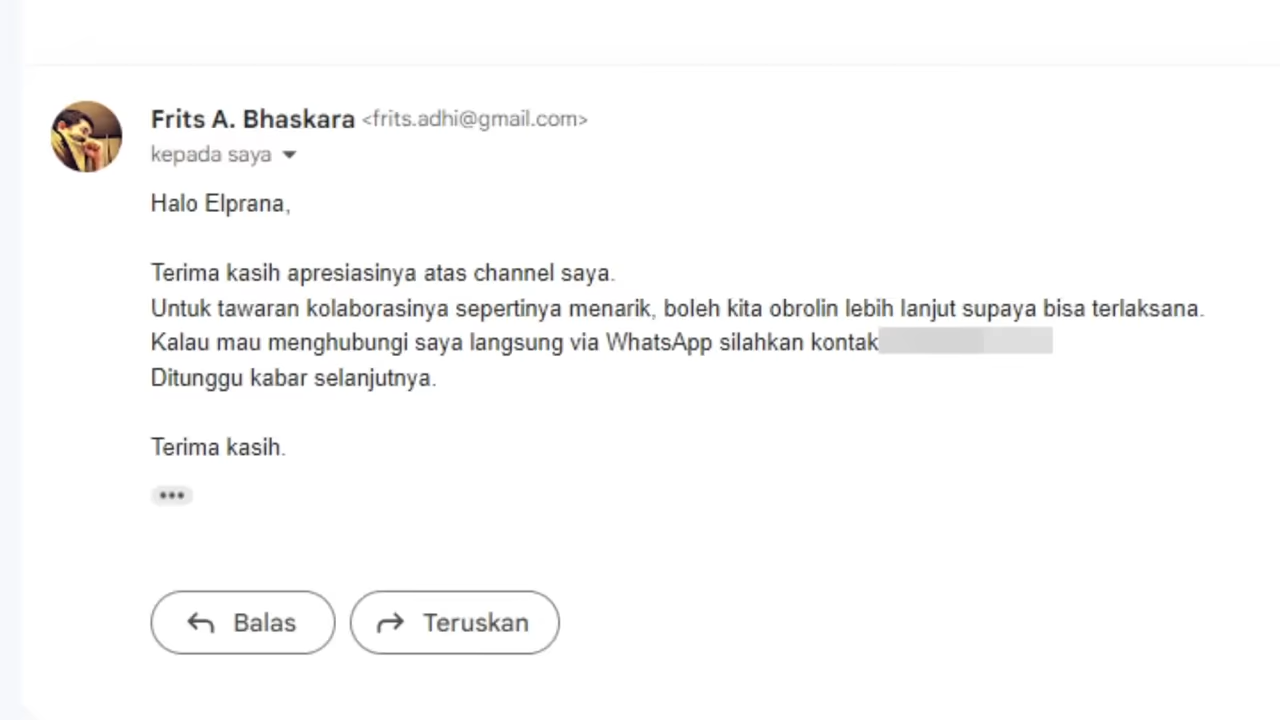 Frits A. Bhaskara <frits.adhi@gmail.com>
kepada saya
Halo Elprana,
Terima kasih apresiasinya atas channel saya.
Untuk tawaran kolaborasinya sepertinya menarik, boleh kita obrolin lebih lanjut supaya bisa terlaksana.
Kalau mau menghubungi saya langsung via WhatsApp silahkan kontak
Ditunggu kabar selanjutnya.
Terima kasih.
Balas
Teruskan